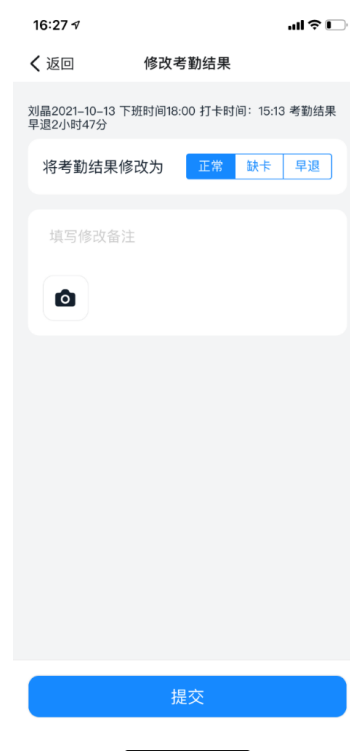 16:27
返回 修改考勤结果
刘晶2021-10-13 下班时间18:00 打卡时间：15:13 考勤结果
早退2小时47分
将考勤结果修改为 正常 缺卡 早退
填写修改备注
提交